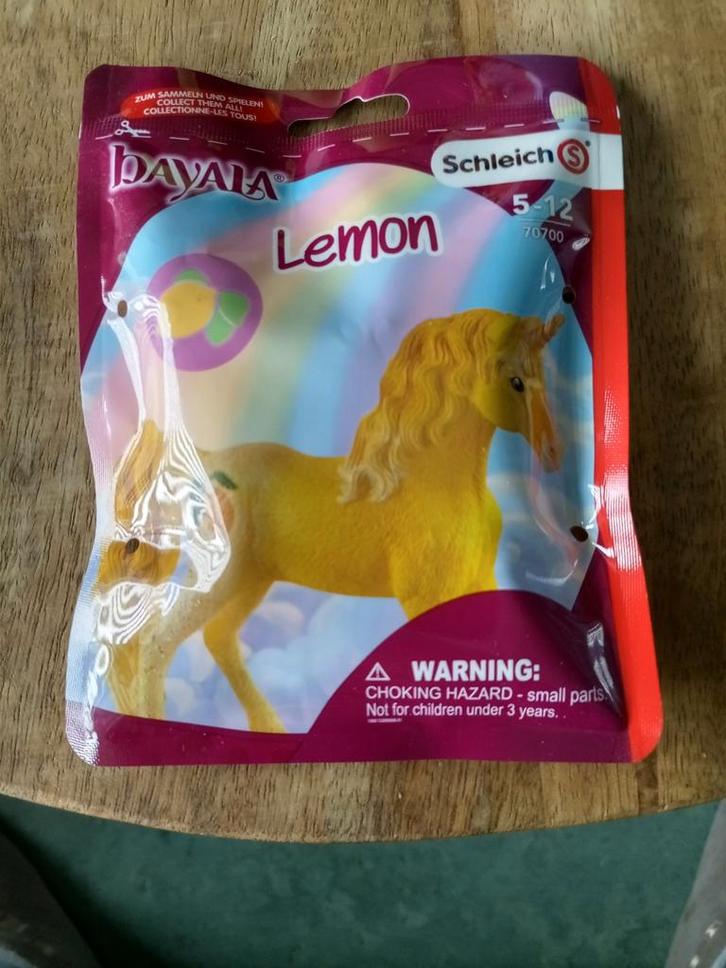 ZUM SAMMELN UND SPIELEN!
COLLECT THEM ALL!
COLLECTIONNE-LES TOUS!
bayala®
Schleich S®
5-12
70700
Lemon
WARNING:
CHOKING HAZARD - small parts.
Not for children under 3 years.